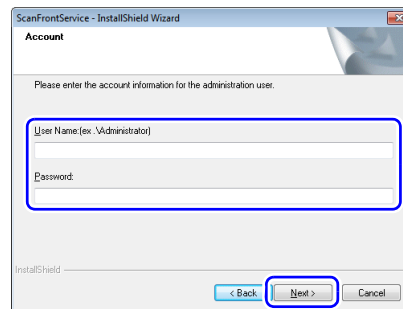 ScanFrontService - InstallShield Wizard
Account
Please enter the account information for the administration user.
User Name:(ex .\Administrator)
Password:
InstallShield
< Back
Next >
Cancel